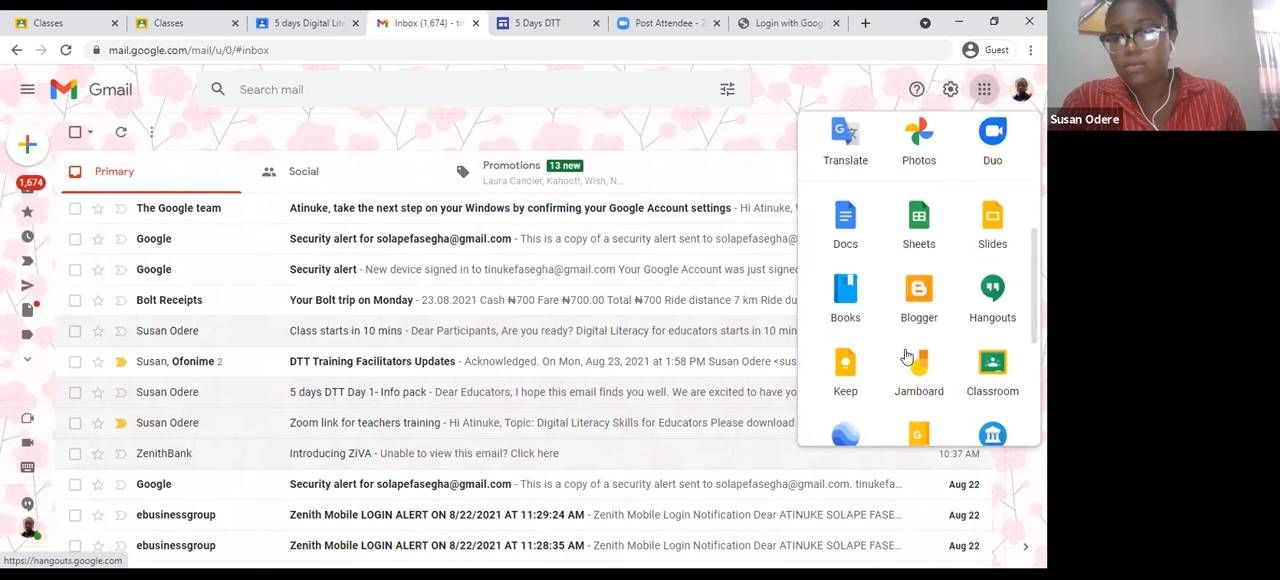 Classes
Classes
5 days Digital Lite
Inbox (1,674) - ti
5 Days DTT
Post Attendee - Z
Login with Goog
mail.google.com/mail/u/0/#inbox
Guest
Gmail
Search mail
1,674
Primary
Social
Promotions 13 new
Laura Candler, Kahoot!, Wish, N...
The Google team Atinuke, take the next step on your Windows by confirming your Google Account settings - Hi Atinuke,
Google Security alert for solapefasegha@gmail.com - This is a copy of a security alert sent to solapefasegha@gmail.com
Google Security alert - New device signed in to tinukefasegha@gmail.com Your Google Account was just signed
Bolt Receipts Your Bolt trip on Monday - 23.08.2021 Cash ₦700 Fare ₦700.00 Total ₦700 Ride distance 7 km Ride du
Susan Odere Class starts in 10 mins - Dear Participants, Are you ready? Digital Literacy for educators starts in 10 min
Susan, Ofonime 2 DTT Training Facilitators Updates - Acknowledged. On Mon, Aug 23, 2021 at 1:58 PM Susan Odere <sus
Susan Odere 5 days DTT Day 1- Info pack - Dear Educators, I hope this email finds you well. We are excited to have you
Susan Odere Zoom link for teachers training - Hi Atinuke, Topic: Digital Literacy Skills for Educators Please download
ZenithBank Introducing ZiVA - Unable to view this email? Click here 10:37 AM
Google Security alert for solapefasegha@gmail.com - This is a copy of a security alert sent to solapefasegha@gmail.com. tinukefa... Aug 22
ebusinessgroup Zenith Mobile LOGIN ALERT ON 8/22/2021 AT 11:29:24 AM - Zenith Mobile Login Notification Dear ATINUKE SOLAPE FASE... Aug 22
ebusinessgroup Zenith Mobile LOGIN ALERT ON 8/22/2021 AT 11:28:35 AM - Zenith Mobile Login Notification Dear ATINUKE SOLAPE FASE... Aug 22
Translate Photos Duo
Docs Sheets Slides
Books Blogger Hangouts
Keep Jamboard Classroom
https://hangouts.google.com
Susan Odere